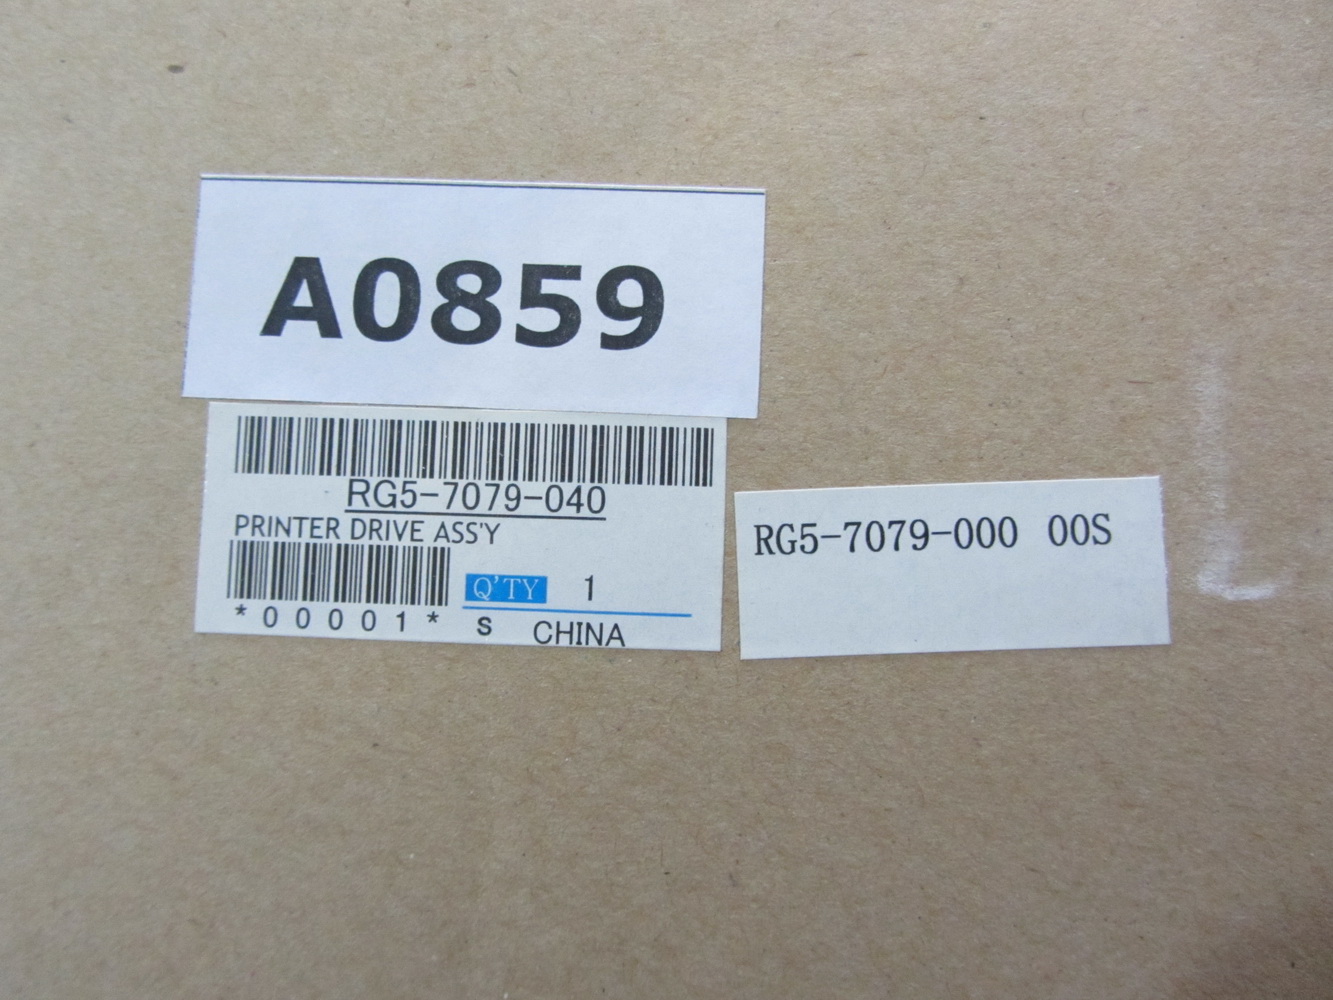 A0859
RG5-7079-040
PRINTER DRIVE ASS'Y
Q'TY 1
*00001* S CHINA
RG5-7079-000 00S